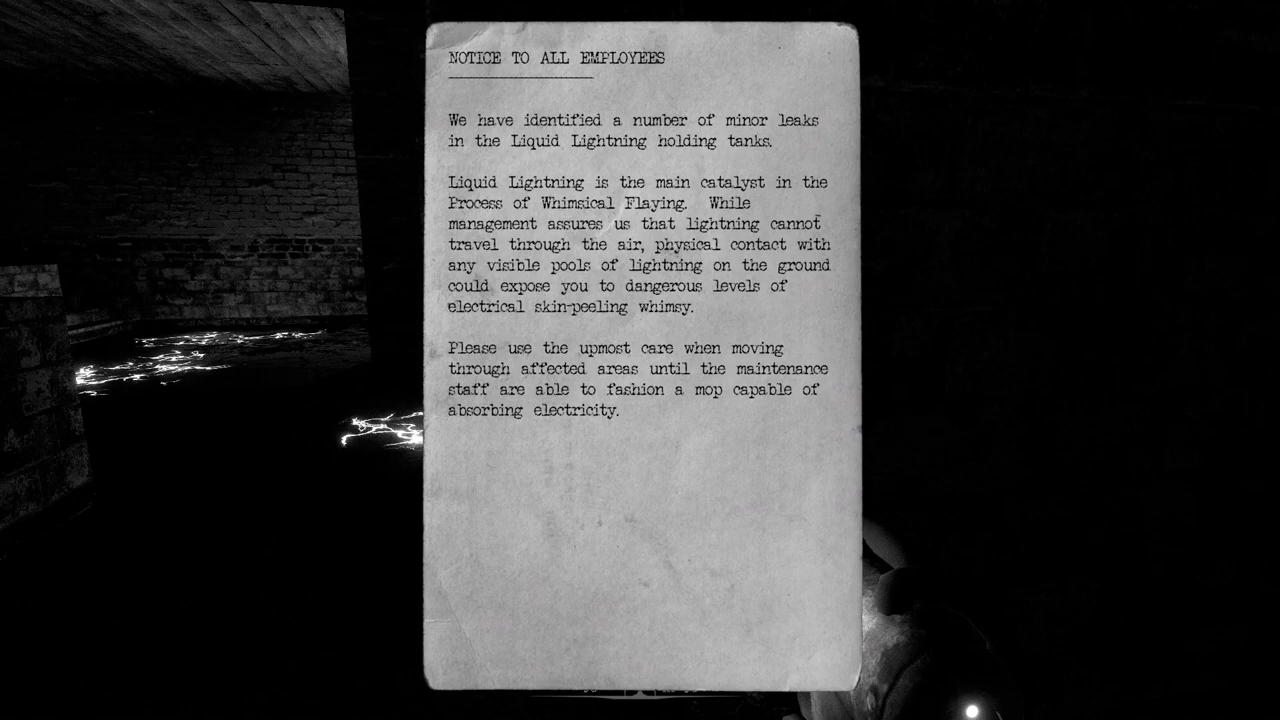 NOTICE TO ALL EMPLOYEES
We have identified a number of minor leaks
in the Liquid Lightning holding tanks.
Liquid Lightning is the main catalyst in the
Process of Whimsical Flaying. While
management assures us that lightning cannot
travel through the air, physical contact with
any visible pools of lightning on the ground
could expose you to dangerous levels of
electrical skin-peeling whimsy.
Please use the upmost care when moving
through affected areas until the maintenance
staff are able to fashion a mop capable of
absorbing electricity.